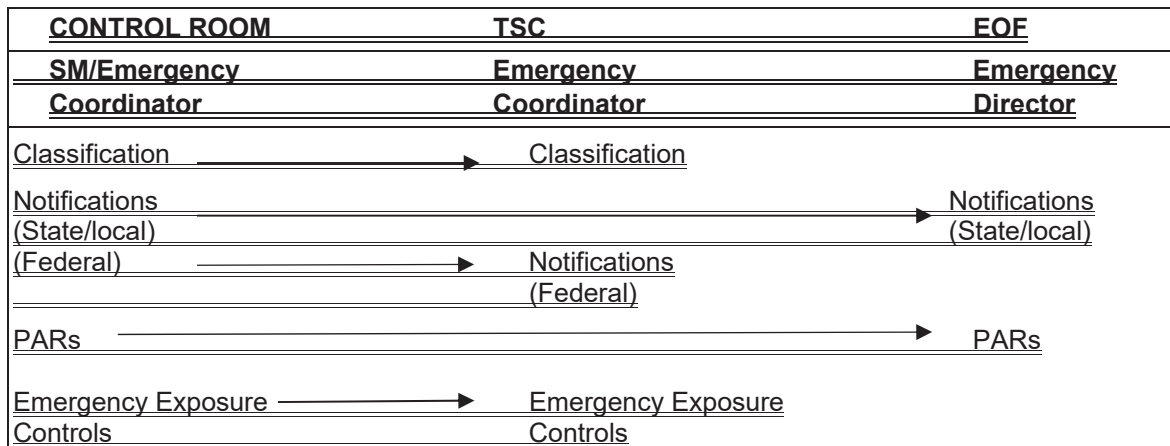 CONTROL ROOM TSC EOF
SM/Emergency Emergency Emergency
Coordinator Coordinator Director
Classification Classification
Notifications Notifications
(State/local) (State/local)
(Federal) Notifications
(Federal)
PARs PARs
Emergency Exposure Emergency Exposure
Controls Controls